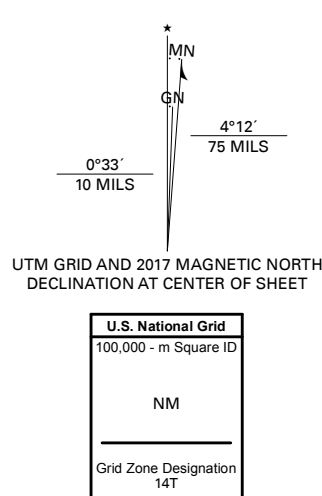 ★
MN
GN
4°12´
75 MILS
0°33´
10 MILS
UTM GRID AND 2017 MAGNETIC NORTH
DECLINATION AT CENTER OF SHEET
U.S. National Grid
100,000 - m Square ID
NM
Grid Zone Designation
14T